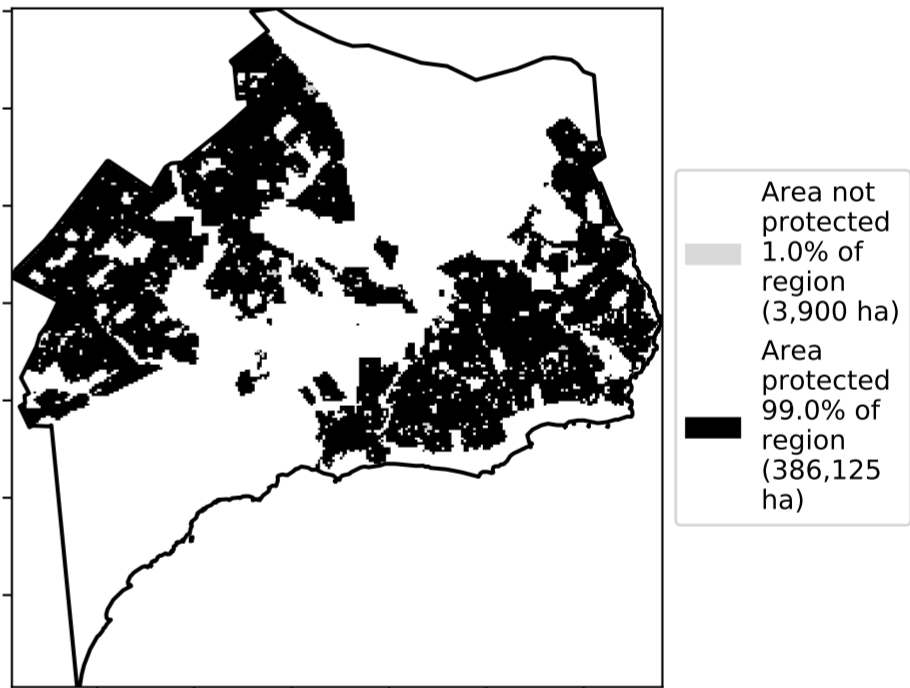 Area not
protected
1.0% of
region
(3,900 ha)
Area
protected
99.0% of
region
(386,125
ha)